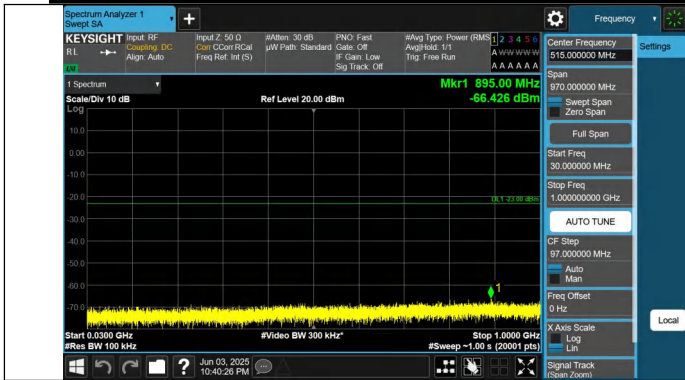 Spectrum Analyzer 1
Swept SA
+
Frequency
KEYSIGHT
RL
Input: RF
Coupling: DC
Align: Auto
Input Z: 50 Ω
Corr CCorr RCal
Freq Ref: Int (S)
#Atten: 30 dB
µW Path: Standard
PNO: Fast
Gate: Off
IF Gain: Low
Sig Track: Off
#Avg Type: Power (RMS
Avg|Hold: 1/1
Trig: Free Run
1 2 3 4 5 6
A W W W W W
A A A A A A
1 Spectrum
Scale/Div 10 dB
Log
Ref Level 20.00 dBm
Mkr1 895.00 MHz
-66.426 dBm
10.0
0.00
-10.0
-20.0
-30.0
-40.0
-50.0
-60.0
-70.0
DL1 -23.00 dBm
1
Start 0.0300 GHz
#Res BW 100 kHz
#Video BW 300 kHz*
Stop 1.0000 GHz
#Sweep ~1.00 s (20001 pts)
?
Jun 03, 2025
10:40:26 PM
Center Frequency
515.000000 MHz
Span
970.000000 MHz
Swept Span
Zero Span
Full Span
Start Freq
30.000000 MHz
Stop Freq
1.000000000 GHz
AUTO TUNE
CF Step
97.000000 MHz
Auto
Man
Freq Offset
0 Hz
X Axis Scale
Log
Lin
Signal Track
(Span Zoom)
Settings
Local